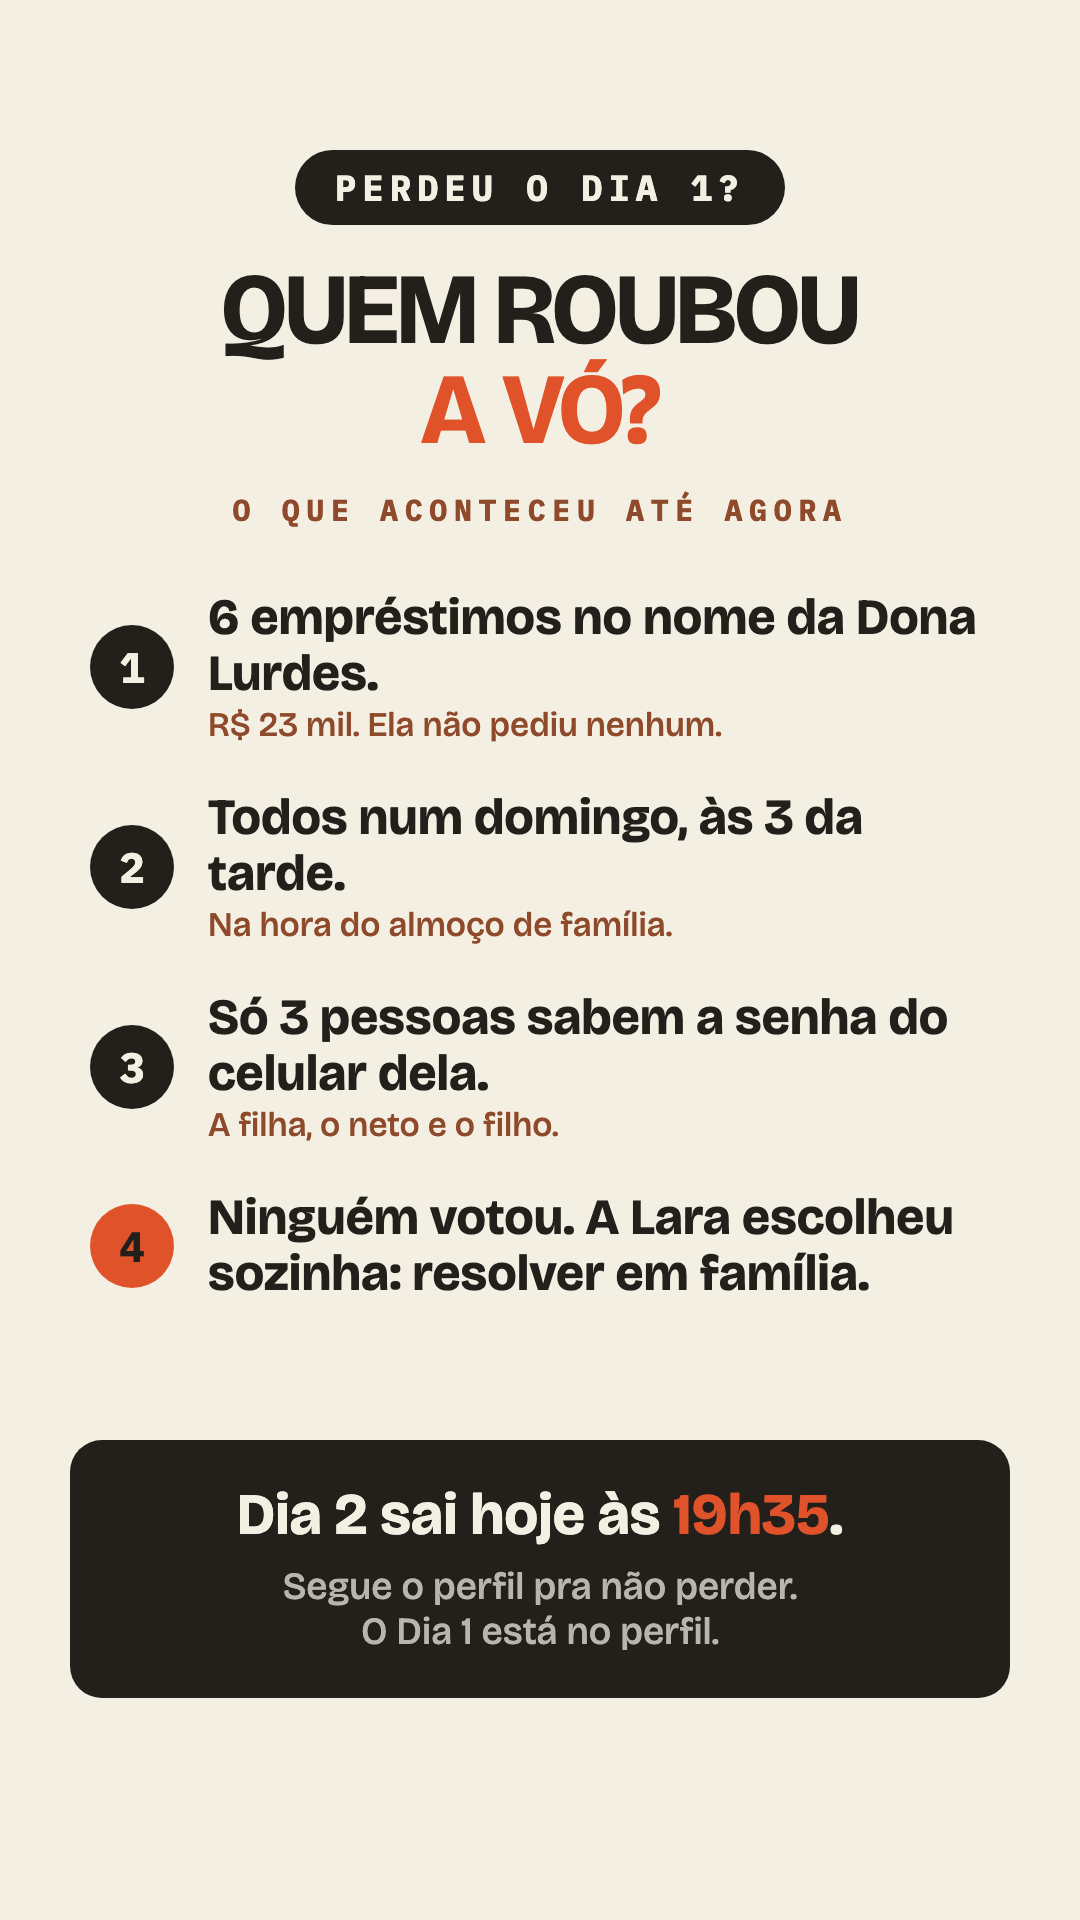 PERDEU O DIA 1?
QUEM ROUBOU
A VÓ?
O QUE ACONTECEU ATÉ AGORA
1
6 empréstimos no nome da Dona
Lurdes.
R$ 23 mil. Ela não pediu nenhum.
2
Todos num domingo, às 3 da
tarde.
Na hora do almoço de família.
3
Só 3 pessoas sabem a senha do
celular dela.
A filha, o neto e o filho.
4
Ninguém votou. A Lara escolheu
sozinha: resolver em família.
Dia 2 sai hoje às 19h35.
Segue o perfil pra não perder.
O Dia 1 está no perfil.